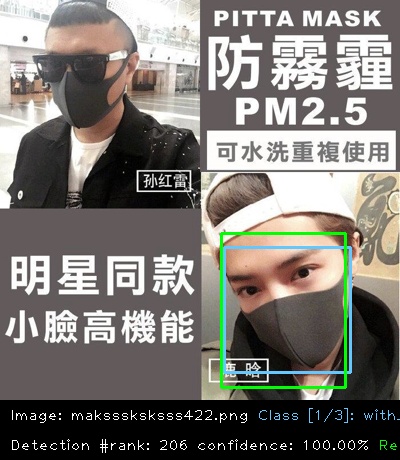 PITTA MASK
防霧霾
PM2.5
可水洗重複使用
孙红雷
明星同款
小臉高機能
鹿 晗
Image: maksssksksss422.png Class [1/3]: with_
Detection #rank: 206 confidence: 100.00% Re